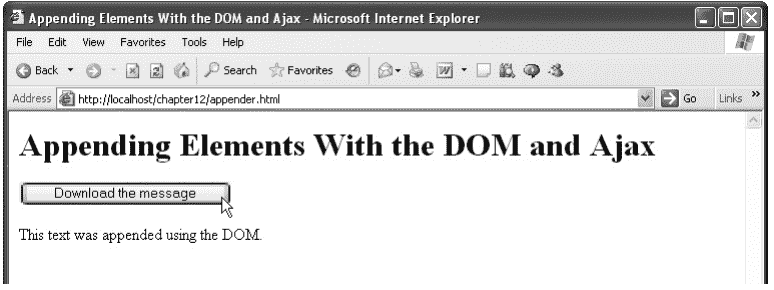 Appending Elements With the DOM and Ajax - Microsoft Internet Explorer
File Edit View Favorites Tools Help
Back Search Favorites
Address http://localhost/chapter12/appender.html Go Links »
Appending Elements With the DOM and Ajax
Download the message
This text was appended using the DOM.